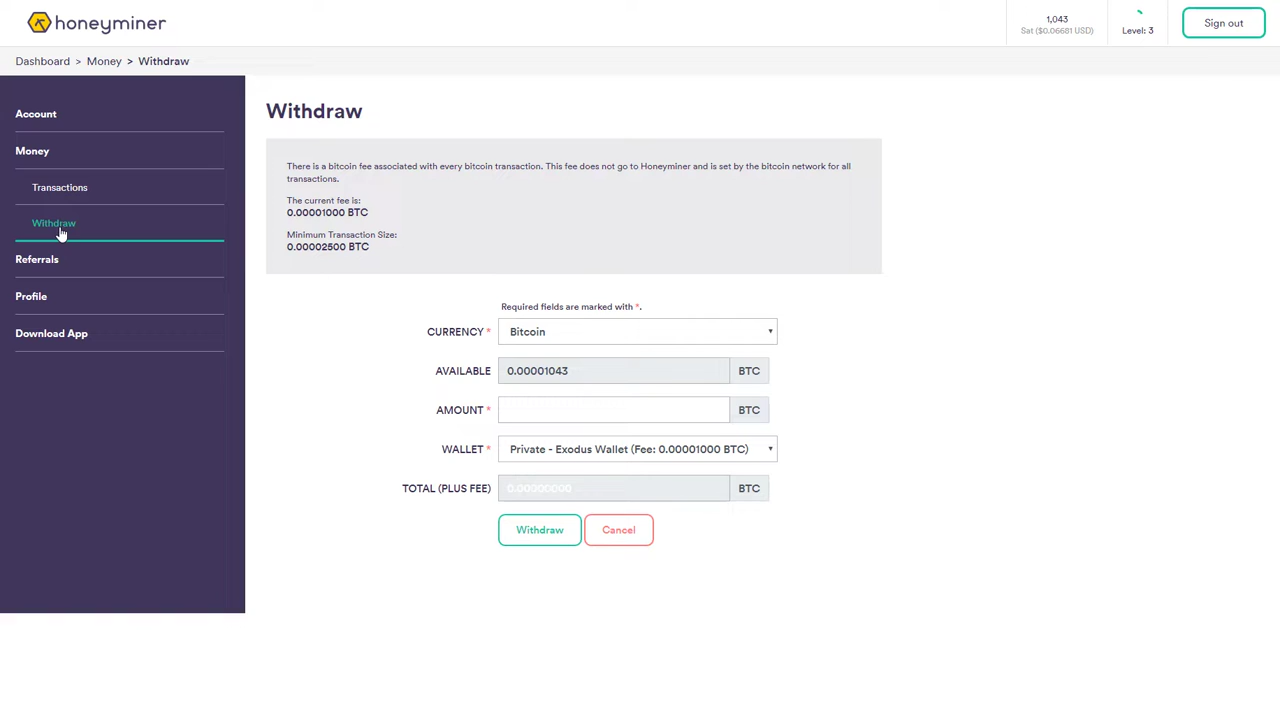 honeyminer
1,043
Sat ($0.06681 USD)
Level: 3
Sign out
Dashboard > Money > Withdraw
Account
Money
Transactions
Withdraw
Referrals
Profile
Download App
Withdraw
There is a bitcoin fee associated with every bitcoin transaction. This fee does not go to Honeyminer and is set by the bitcoin network for all
transactions.
The current fee is:
0.00001000 BTC
Minimum Transaction Size:
0.00002500 BTC
Required fields are marked with *.
CURRENCY * Bitcoin
AVAILABLE 0.00001043 BTC
AMOUNT * BTC
WALLET * Private - Exodus Wallet (Fee: 0.00001000 BTC)
TOTAL (PLUS FEE) 0.00000000 BTC
Withdraw Cancel